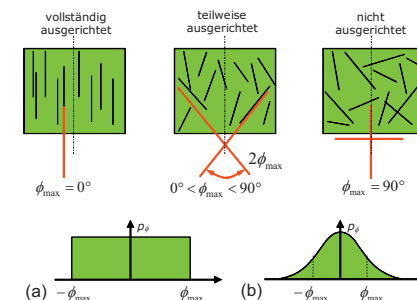 vollständig
ausgerichtet
teilweise
ausgerichtet
nicht
ausgerichtet
2ϕmax
ϕmax = 0°
0° < ϕmax < 90°
ϕmax = 90°
pϕ
pϕ
(a)
-ϕmax
ϕmax
(b)
-ϕmax
ϕmax